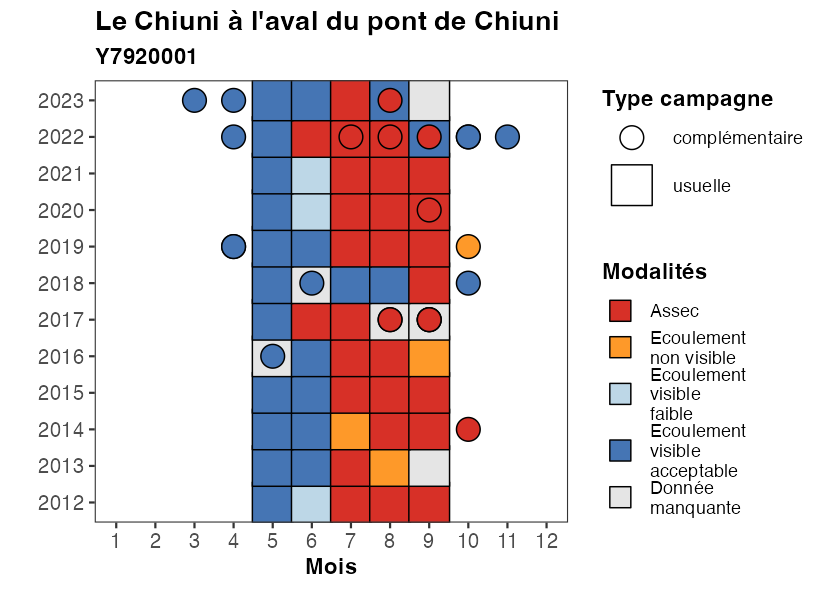 Le Chiuni à l'aval du pont de Chiuni
Y7920001
2023
2022
2021
2020
2019
2018
2017
2016
2015
2014
2013
2012
1 2 3 4 5 6 7 8 9 10 11 12
Mois
Type campagne
complémentaire
usuelle
Modalités
Assec
Ecoulement
non visible
Ecoulement
visible
faible
Ecoulement
visible
acceptable
Donnée
manquante